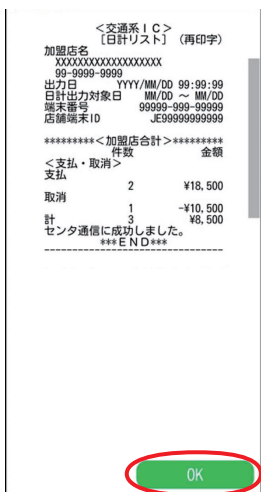 <交通系IC>
[日計リスト] (再印字)
加盟店名
XXXXXXXXXXXXXXXXXXX
99-9999-9999
出力日 YYYY/MM/DD 99:99:99
日計出力対象日 MM/DD ～ MM/DD
端末番号 99999-999-99999
店舗端末ID JE99999999999
*********<加盟店合計>*********
件数 金額
<支払・取消>
支払
2 ¥18,500
取消
1 -¥10,500
計 3 ¥8,500
センタ通信に成功しました。
***END***
--------------------------------
OK